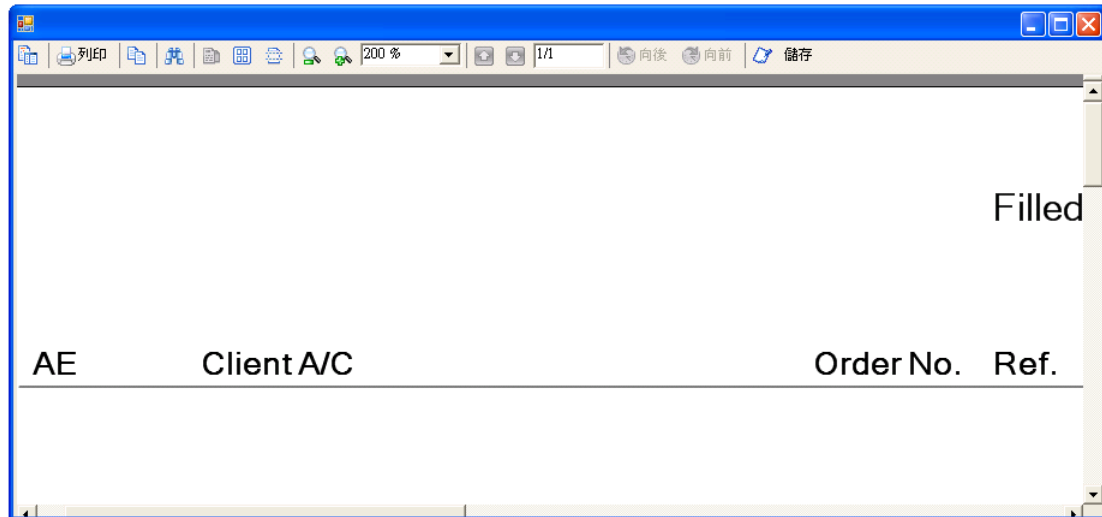 列印 200 % 1/1 向後 向前 儲存
Filled
AE Client A/C Order No. Ref.